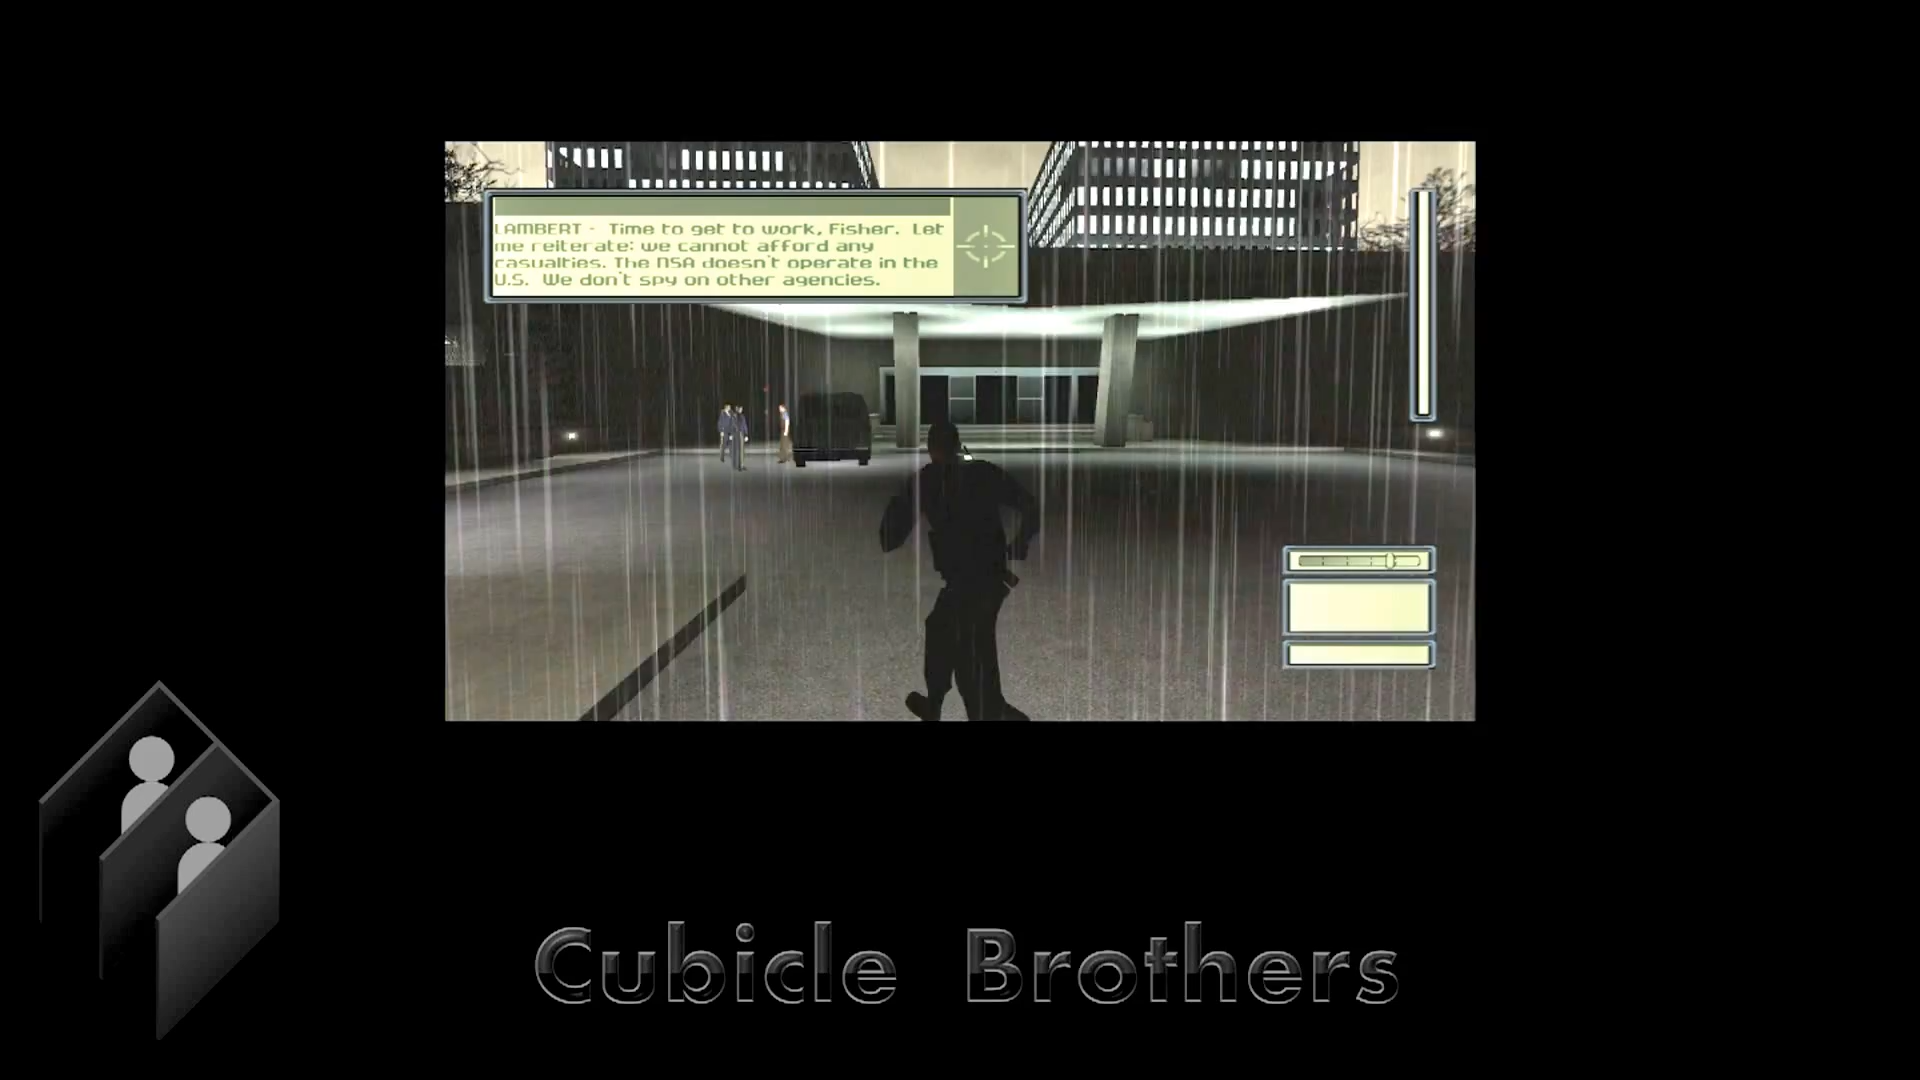 LAMBERT - Time to get to work, Fisher. Let
me reiterate: we cannot afford any
casualties. The NSA doesn't operate in the
U.S. We don't spy on other agencies.
Cubicle Brothers